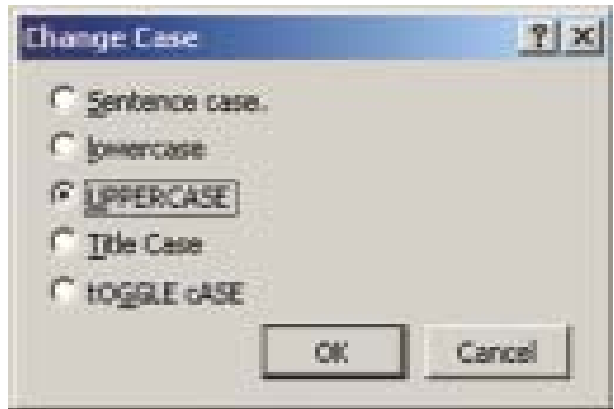 Change Case
Sentence case.
lowercase
UPPERCASE
Title Case
tOGGLE cASE
OK Cancel